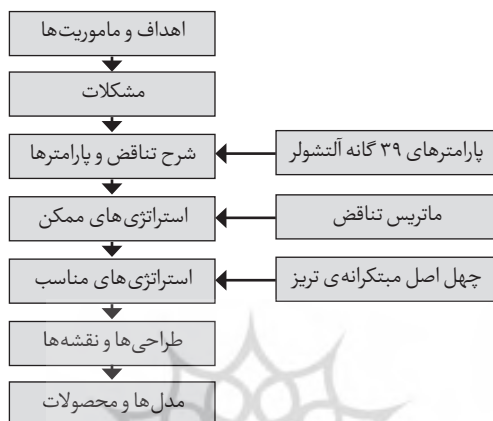 اهداف و ماموریت‌ها
مشکلات
شرح تناقض و پارامترها
پارامترهای ۳۹ گانه آلتشولر
استراتژی‌های ممکن
ماتریس تناقض
استراتژی‌های مناسب
چهل اصل مبتکرانه‌ی تریز
طراحی‌ها و نقشه‌ها
مدل‌ها و محصولات